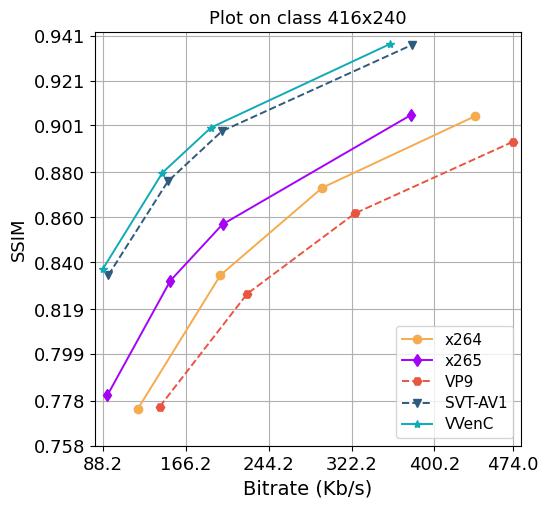 Plot on class 416x240
0.941
0.921
0.901
0.880
0.860
0.840
0.819
0.799
0.778
0.758
SSIM
x264
x265
VP9
SVT-AV1
VVenC
88.2 166.2 244.2 322.2 400.2 474.0
Bitrate (Kb/s)